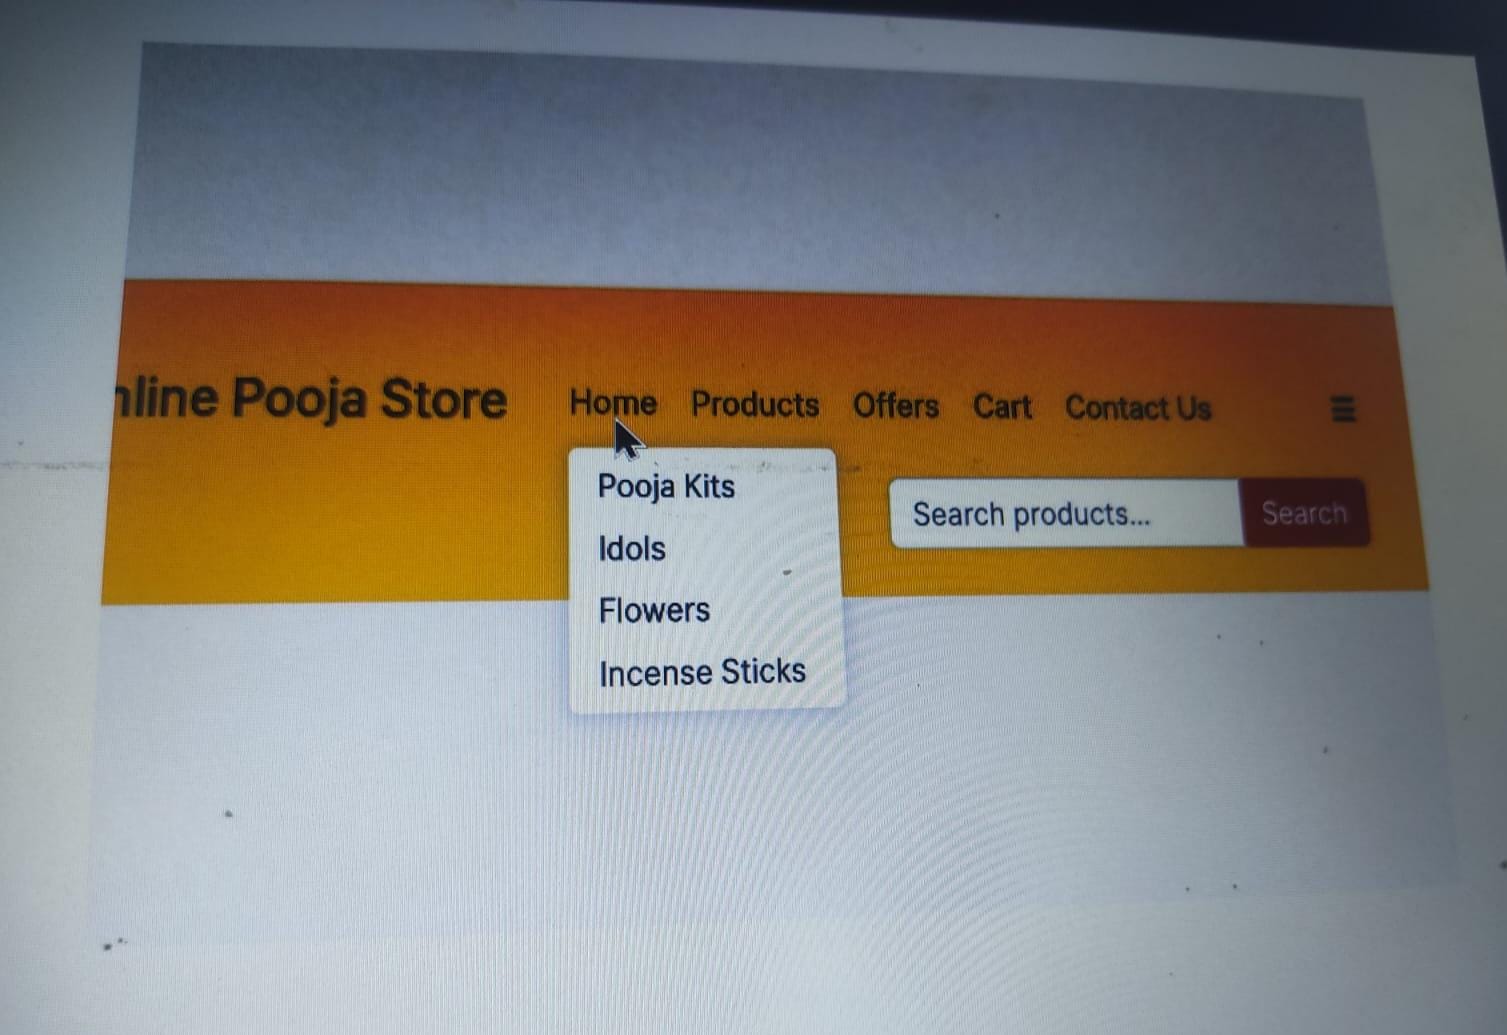 nline Pooja Store
Home Products Offers Cart Contact Us
Pooja Kits
Idols
Flowers
Incense Sticks
Search products...
Search